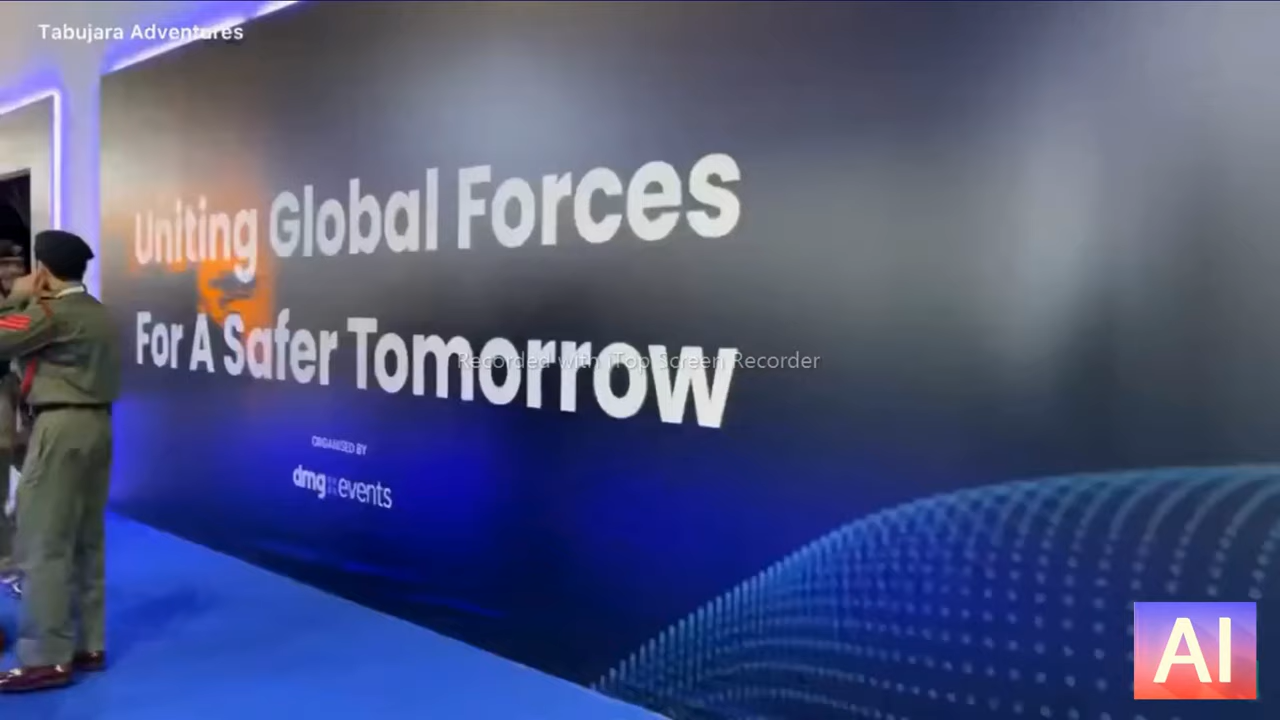 Tabujara Adventures
Uniting Global Forces
For A Safer Tomorrow
Recorded with iTop Screen Recorder
ORGANISED BY
dmg events
AI